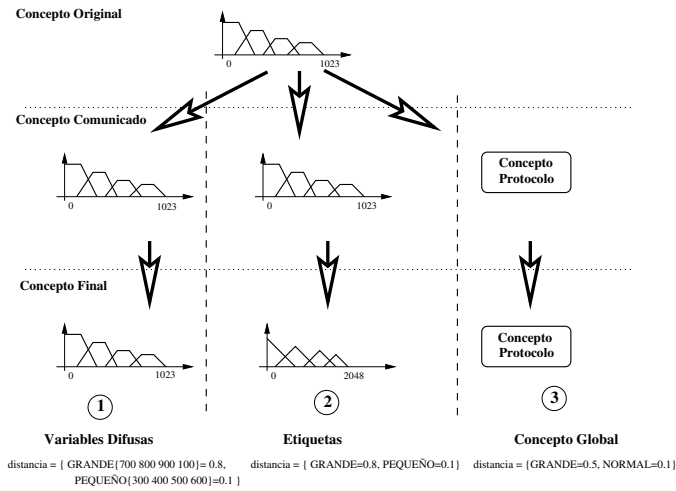 Concepto Original
0 1023
Concepto Comunicado
0 1023
0 1023
Concepto
Protocolo
Concepto Final
0 1023
0 2048
Concepto
Protocolo
1
2
3
Variables Difusas
Etiquetas
Concepto Global
distancia = { GRANDE{700 800 900 100}= 0.8,
PEQUEÑO{300 400 500 600}=0.1 }
distancia = { GRANDE=0.8, PEQUEÑO=0.1}
distancia = {GRANDE=0.5, NORMAL=0.1}